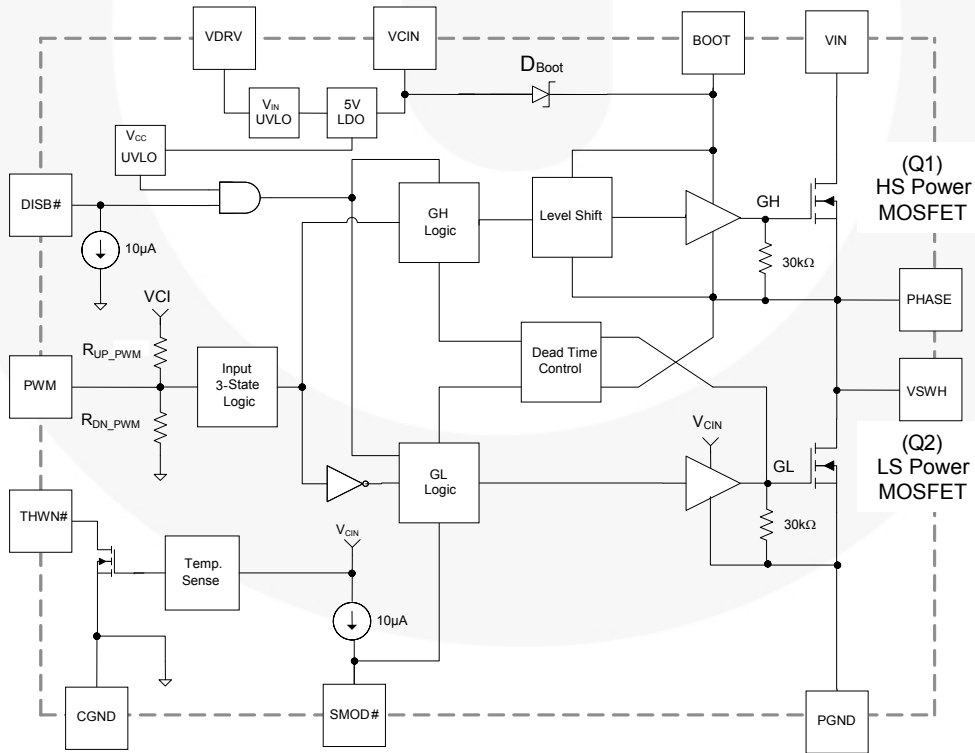 VDRV
VCIN
BOOT
VIN
DBoot
VIN
UVLO
5V
LDO
VCC
UVLO
(Q1)
HS Power
MOSFET
DISB#
GH
Logic
Level Shift
GH
10µA
30kΩ
VCI
PHASE
RUP_PWM
Dead Time
Control
PWM
Input
3-State
Logic
VSWH
RDN_PWM
VCIN
(Q2)
LS Power
MOSFET
GL
Logic
GL
THWN#
30kΩ
VCIN
Temp.
Sense
10µA
CGND
SMOD#
PGND